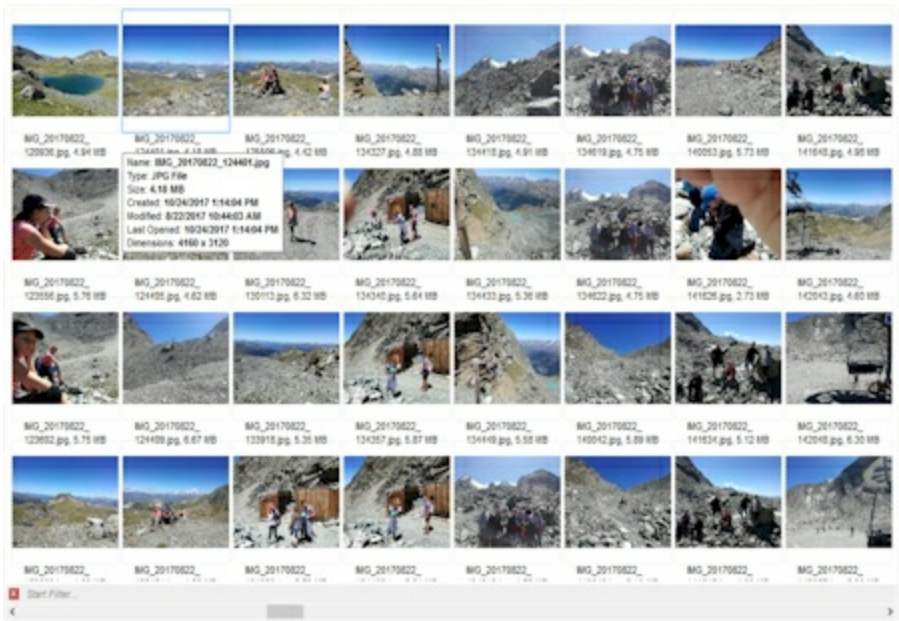 IMG_20170822_ IMG_20170822_ IMG_20170822_ IMG_20170822_ IMG_20170822_ IMG_20170822_ IMG_20170822_ IMG_20170822_
120936.jpg, 4.91 MB 4.42 MB 134327.jpg, 4.88 MB 134418.jpg, 4.91 MB 134619.jpg, 4.75 MB 140053.jpg, 5.73 MB 141648.jpg, 4.98 MB
Name: IMG_20170822_124401.jpg
Type: JPG File
Size: 4.18 MB
Created: 10/24/2017 1:14:04 PM
Modified: 8/22/2017 10:44:03 AM
Last Opened: 10/24/2017 1:14:04 PM
Dimensions: 4160 x 3120
IMG_20170822_ IMG_20170822_ IMG_20170822_ IMG_20170822_ IMG_20170822_ IMG_20170822_ IMG_20170822_ IMG_20170822_
123556.jpg, 5.76 MB 124405.jpg, 4.62 MB 130113.jpg, 6.32 MB 134345.jpg, 5.64 MB 134433.jpg, 5.36 MB 134622.jpg, 4.75 MB 141626.jpg, 2.73 MB 142043.jpg, 4.60 MB
IMG_20170822_ IMG_20170822_ IMG_20170822_ IMG_20170822_ IMG_20170822_ IMG_20170822_ IMG_20170822_ IMG_20170822_
123602.jpg, 5.75 MB 124409.jpg, 6.67 MB 133918.jpg, 5.35 MB 134357.jpg, 5.87 MB 134449.jpg, 5.58 MB 140042.jpg, 5.89 MB 141634.jpg, 5.12 MB 142048.jpg, 6.30 MB
IMG_20170822_ IMG_20170822_ IMG_20170822_ IMG_20170822_ IMG_20170822_ IMG_20170822_ IMG_20170822_ IMG_20170822_
Start Filter...